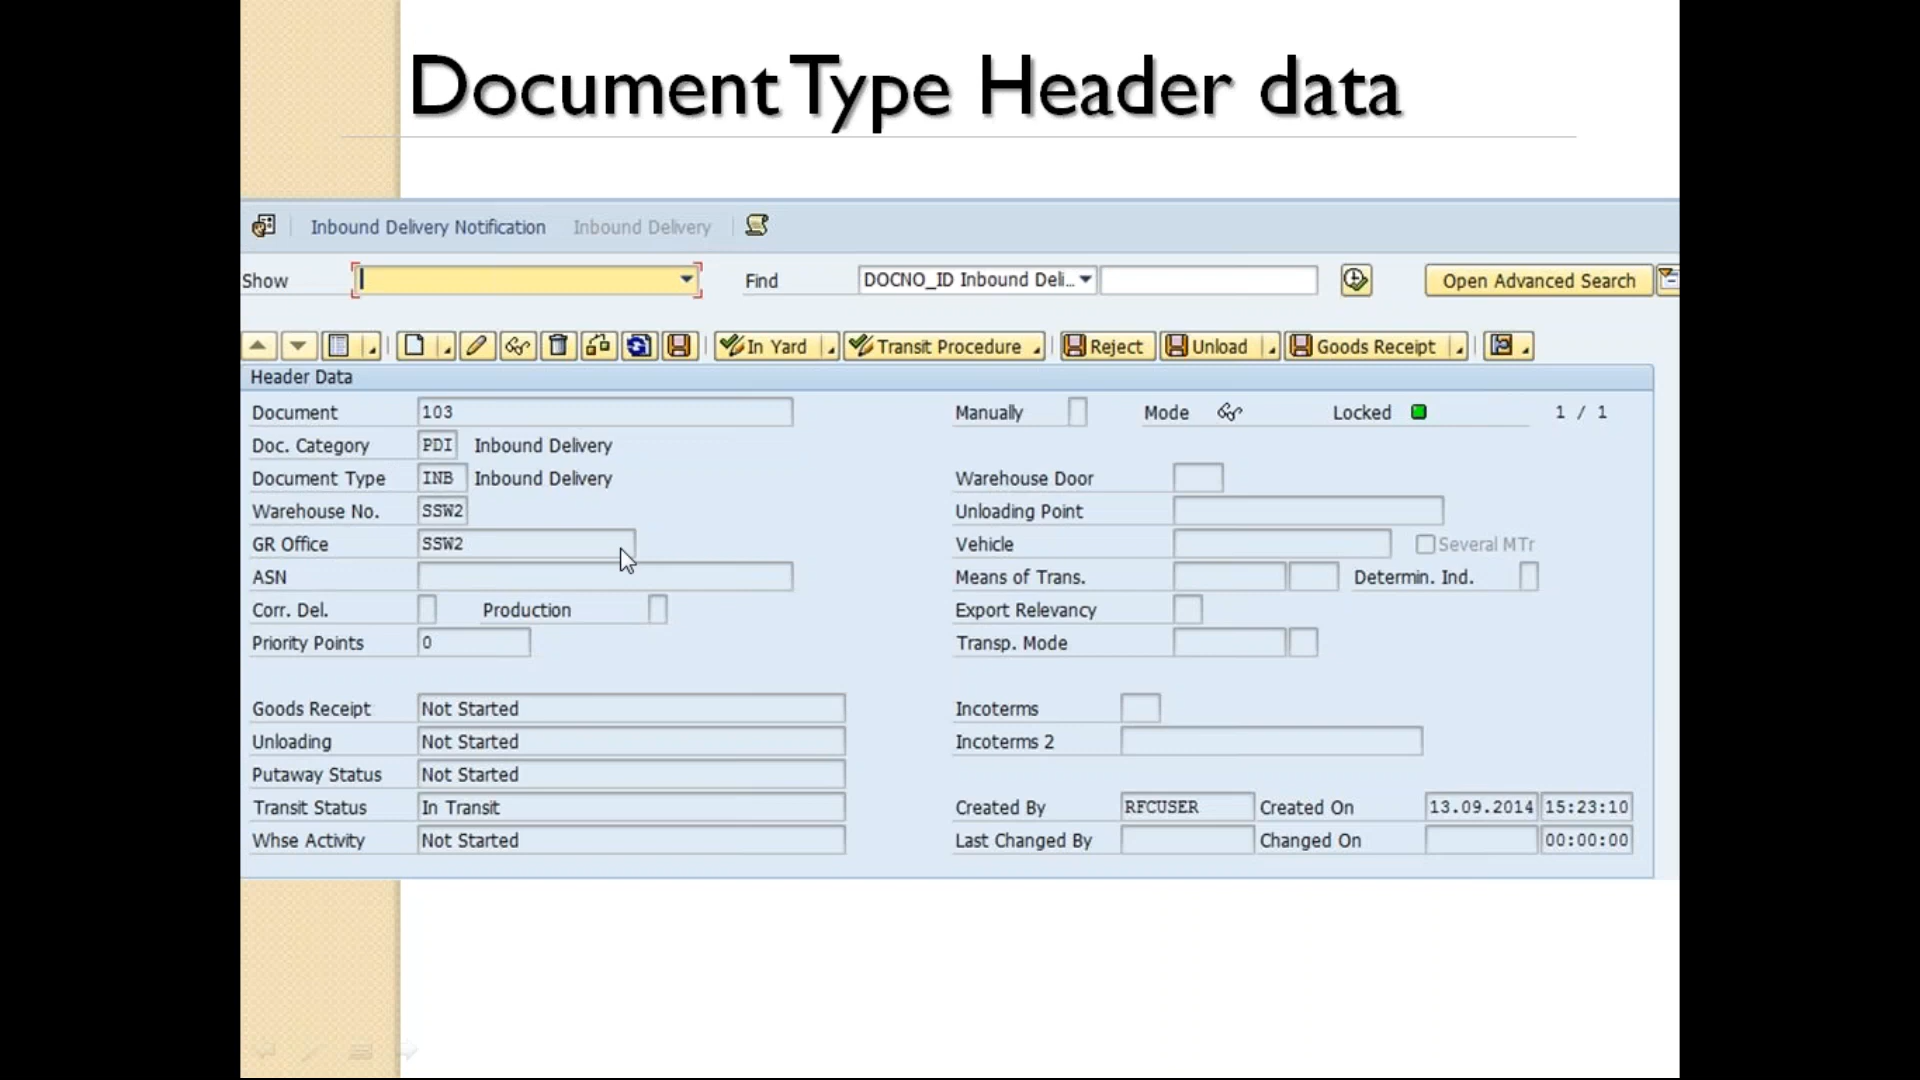 Document Type Header data
Inbound Delivery Notification Inbound Delivery
Show Find DOCNO_ID Inbound Deli... Open Advanced Search
In Yard Transit Procedure Reject Unload Goods Receipt
Header Data
Document 103 Manually Mode Locked 1 / 1
Doc. Category PDI Inbound Delivery
Document Type INB Inbound Delivery Warehouse Door
Warehouse No. SSW2 Unloading Point
GR Office SSW2 Vehicle Several MTr
ASN Means of Trans. Determin. Ind.
Corr. Del. Production Export Relevancy
Priority Points 0 Transp. Mode
Goods Receipt Not Started Incoterms
Unloading Not Started Incoterms 2
Putaway Status Not Started
Transit Status In Transit Created By RFCUSER Created On 13.09.2014 15:23:10
Whse Activity Not Started Last Changed By Changed On 00:00:00